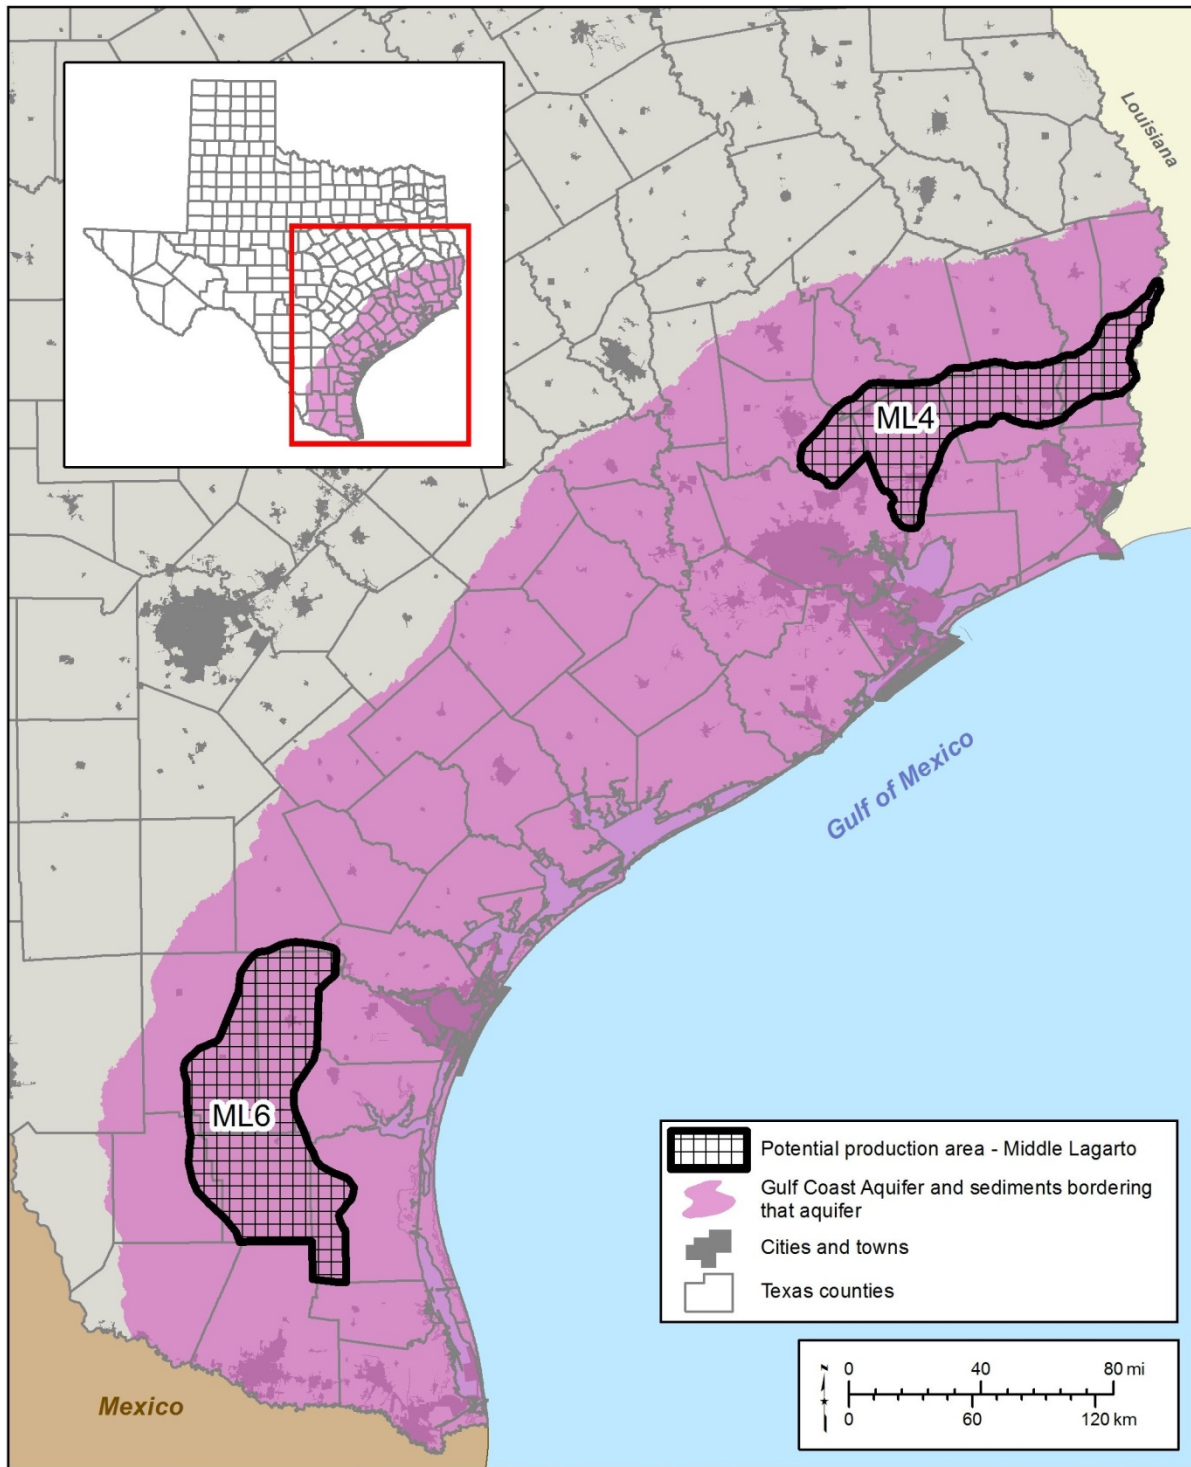 Louisiana
ML4
Gulf of Mexico
ML6
Potential production area - Middle Lagarto
Gulf Coast Aquifer and sediments bordering
that aquifer
Cities and towns
Texas counties
Mexico
N
0 40 80 mi
0 60 120 km